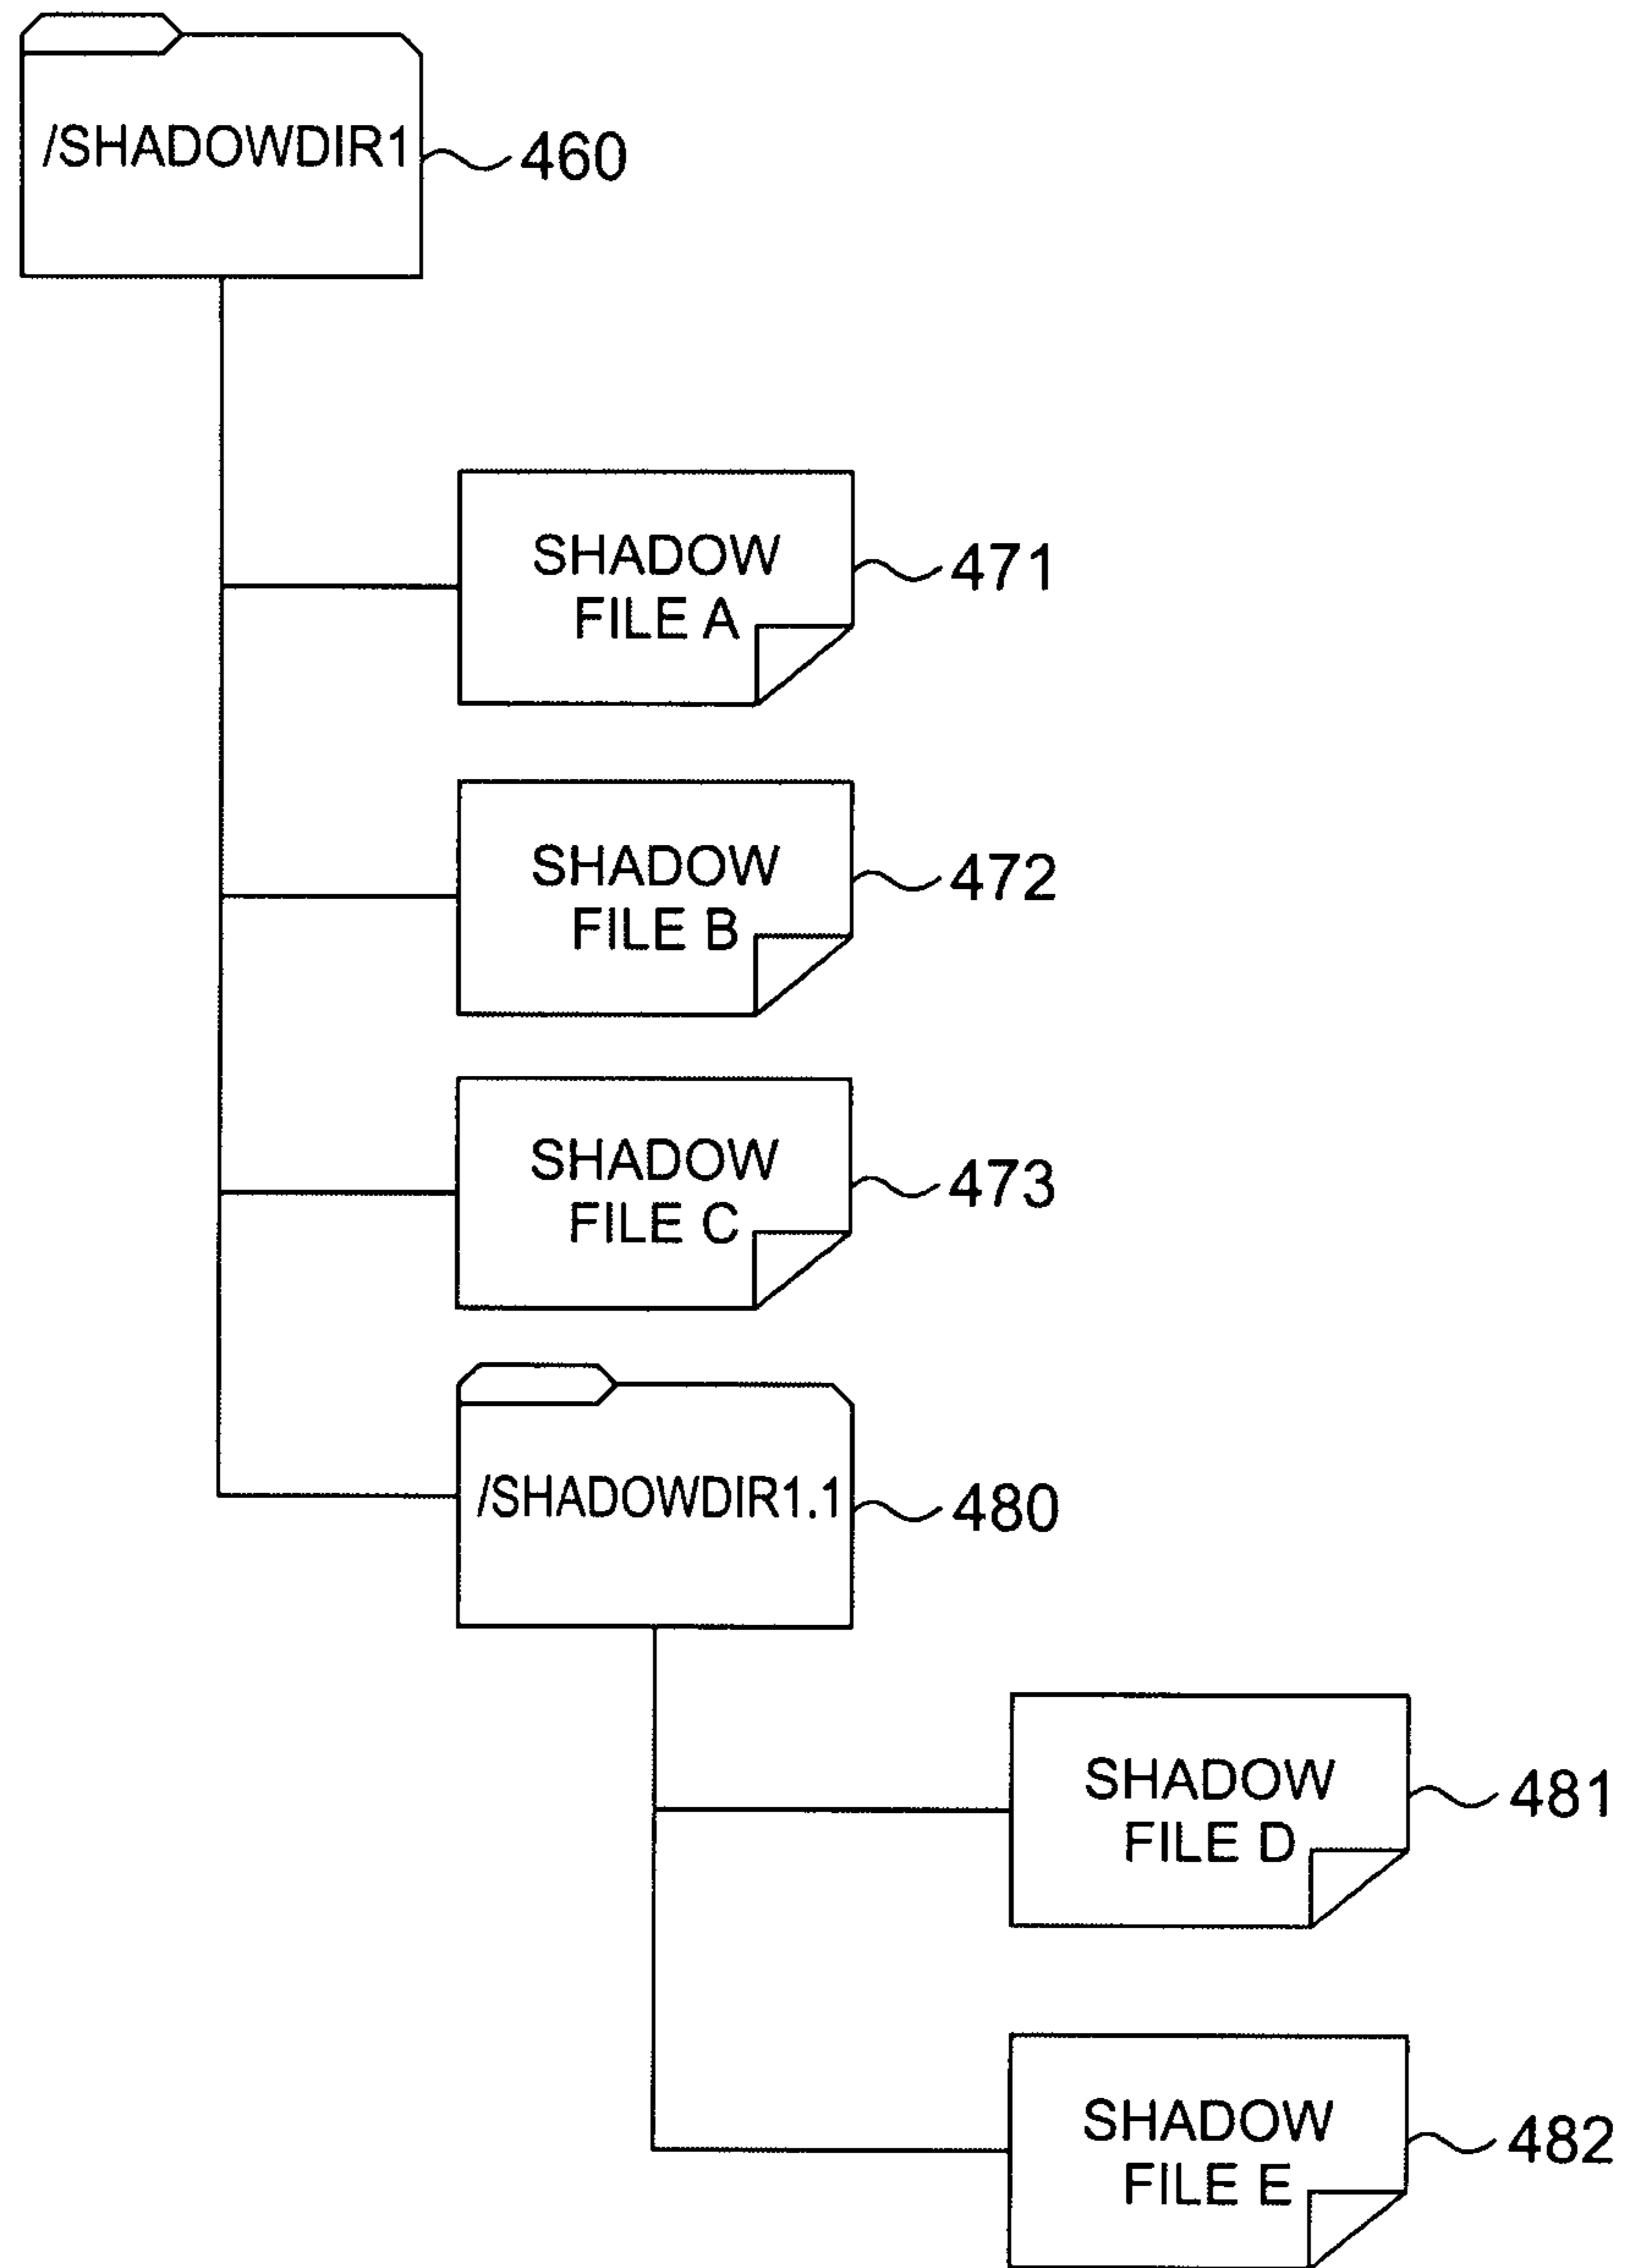 /SHADOWDIR1
460
SHADOW
FILE A
471
SHADOW
FILE B
472
SHADOW
FILE C
473
/SHADOWDIR1.1
480
SHADOW
FILE D
481
SHADOW
FILE E
482